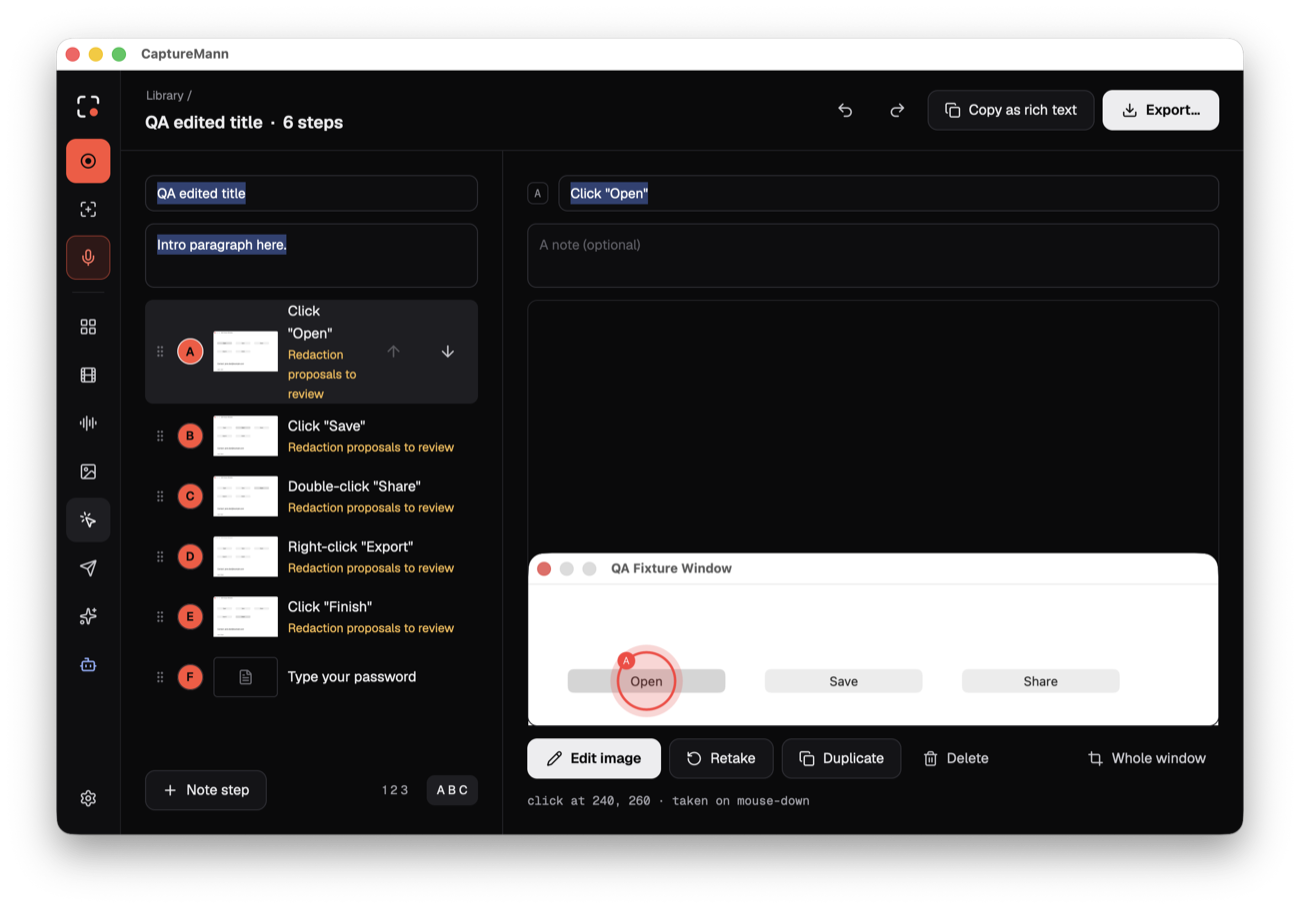 CaptureMann
Library /
QA edited title · 6 steps
Copy as rich text
Export...
QA edited title
Intro paragraph here.
A
Click
"Open"
Redaction
proposals to
review
B
Click "Save"
Redaction proposals to review
C
Double-click "Share"
Redaction proposals to review
D
Right-click "Export"
Redaction proposals to review
E
Click "Finish"
Redaction proposals to review
F
Type your password
+ Note step
1 2 3
A B C
A
Click "Open"
A note (optional)
QA Fixture Window
A
Open
Save
Share
Edit image
Retake
Duplicate
Delete
Whole window
click at 240, 260 · taken on mouse-down